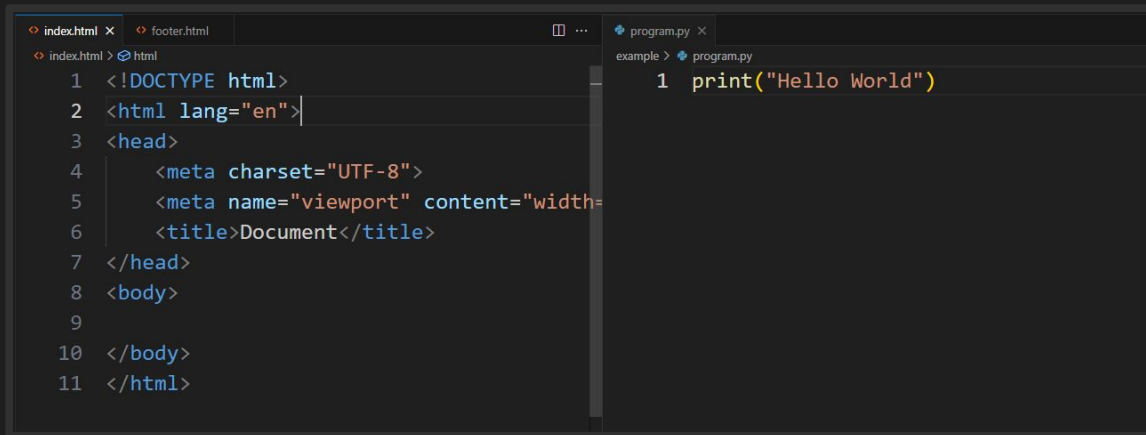 index.html × footer.html ...
index.html > html
1 <!DOCTYPE html>
2 <html lang="en">
3 <head>
4 <meta charset="UTF-8">
5 <meta name="viewport" content="width=
6 <title>Document</title>
7 </head>
8 <body>
9
10 </body>
11 </html>
program.py ×
example > program.py
1 print("Hello World")